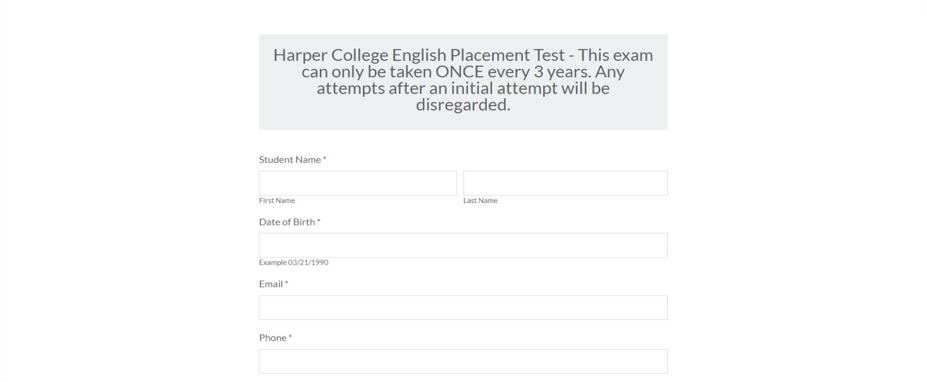 Harper College English Placement Test - This exam
can only be taken ONCE every 3 years. Any
attempts after an initial attempt will be
disregarded.
Student Name *
First Name
Last Name
Date of Birth *
Example 03/21/1990
Email *
Phone *